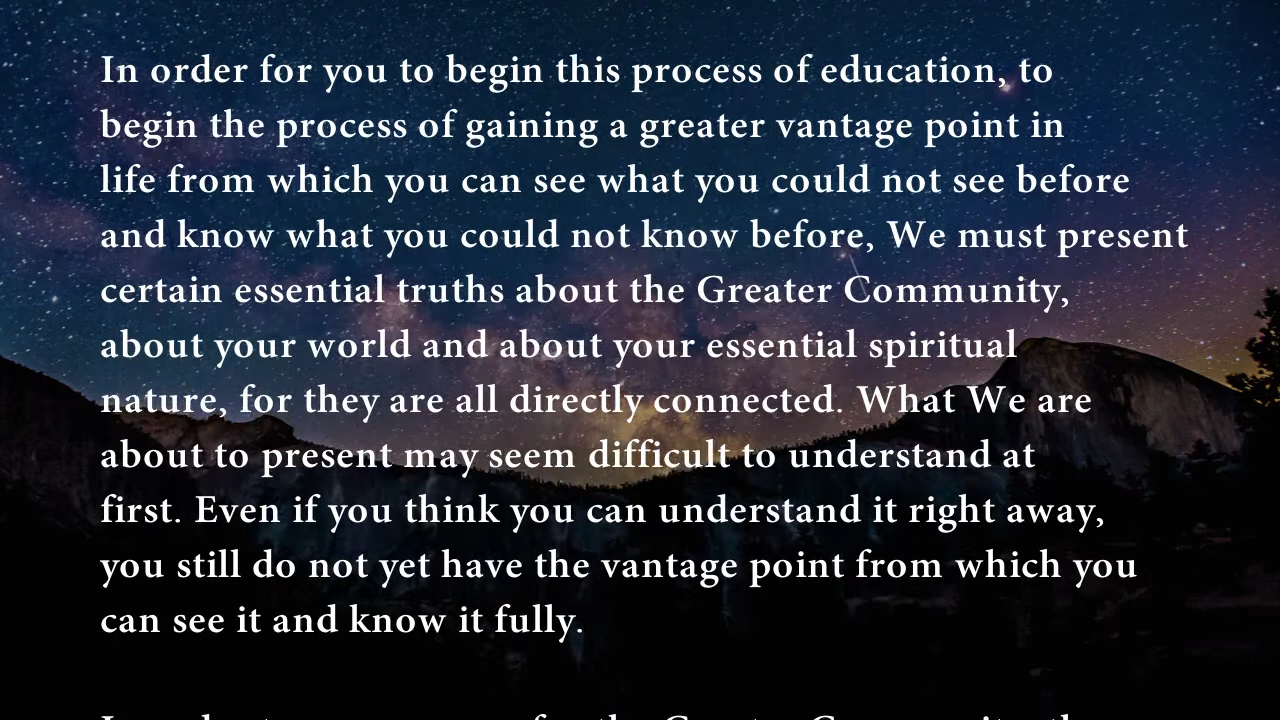 In order for you to begin this process of education, to
begin the process of gaining a greater vantage point in
life from which you can see what you could not see before
and know what you could not know before, We must present
certain essential truths about the Greater Community,
about your world and about your essential spiritual
nature, for they are all directly connected. What We are
about to present may seem difficult to understand at
first. Even if you think you can understand it right away,
you still do not yet have the vantage point from which you
can see it and know it fully.